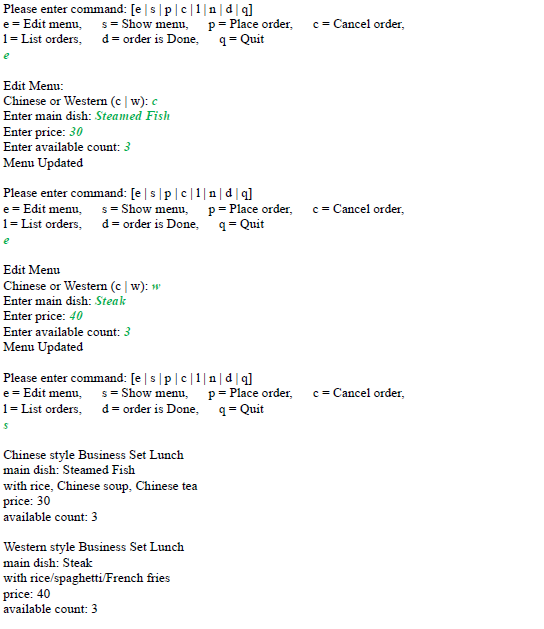 Please enter command: [e | s | p | c | l | n | d | q]
e = Edit menu, s = Show menu, p = Place order, c = Cancel order,
l = List orders, d = order is Done, q = Quit
e
Edit Menu:
Chinese or Western (c | w): c
Enter main dish: Steamed Fish
Enter price: 30
Enter available count: 3
Menu Updated
Please enter command: [e | s | p | c | l | n | d | q]
e = Edit menu, s = Show menu, p = Place order, c = Cancel order,
l = List orders, d = order is Done, q = Quit
e
Edit Menu
Chinese or Western (c | w): w
Enter main dish: Steak
Enter price: 40
Enter available count: 3
Menu Updated
Please enter command: [e | s | p | c | l | n | d | q]
e = Edit menu, s = Show menu, p = Place order, c = Cancel order,
l = List orders, d = order is Done, q = Quit
s
Chinese style Business Set Lunch
main dish: Steamed Fish
with rice, Chinese soup, Chinese tea
price: 30
available count: 3
Western style Business Set Lunch
main dish: Steak
with rice/spaghetti/French fries
price: 40
available count: 3